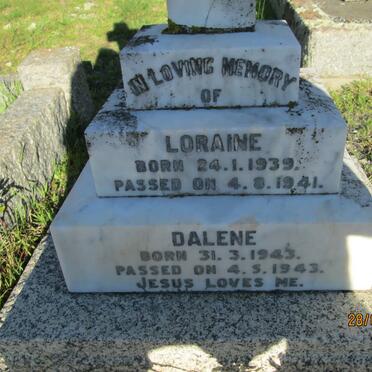 IN LOVING MEMORY
OF
LORAINE
BORN 24.1.1939.
PASSED ON 4.8.1941.
DALENE
BORN 31.3.1943.
PASSED ON 4.5.1943.
JESUS LOVES ME.
28/